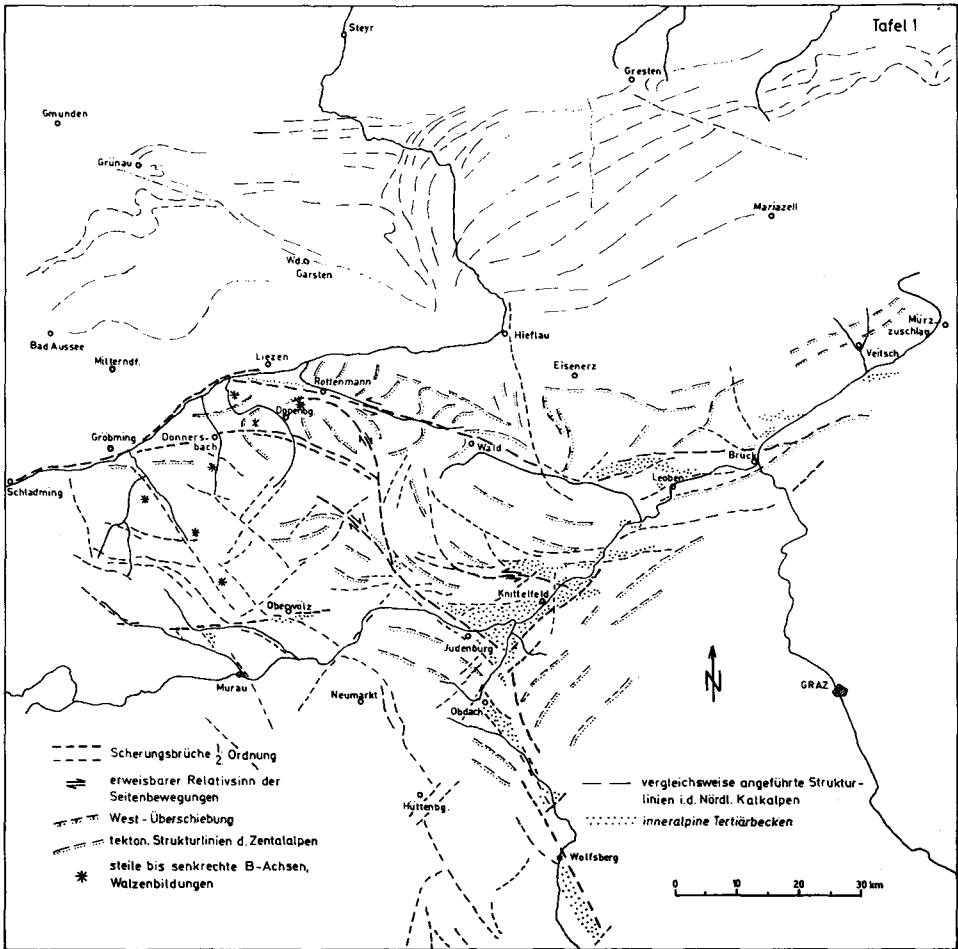 Tafel 1
Steyr
Gresten
Gmunden
Grünau
Mariazell
Wd.
Garsten
Bad Aussee
Mitterndf.
Liezen
Hieflau
Mürz-
zuschlag
Veitsch
Eisenerz
Rottenmann
Oppenbg.
Gröbming
Donners-
bach
Wald
Bruck
Leoben
Schladming
Knittelfeld
Oberwölz
Judenburg
Murau
Neumarkt
Obdach
N
GRAZ
Hüttenbg.
Wolfsberg
Scherungsbrüche 1/2 Ordnung
erweisbarer Relativsinn der
Seitenbewegungen
West-Überschiebung
tekton. Strukturlinien d. Zentalalpen
steile bis senkrechte B-Achsen,
Walzenbildungen
vergleichsweise angeführte Struktur-
linien i.d. Nördl. Kalkalpen
inneralpine Tertiärbecken
0 10 20 30 km